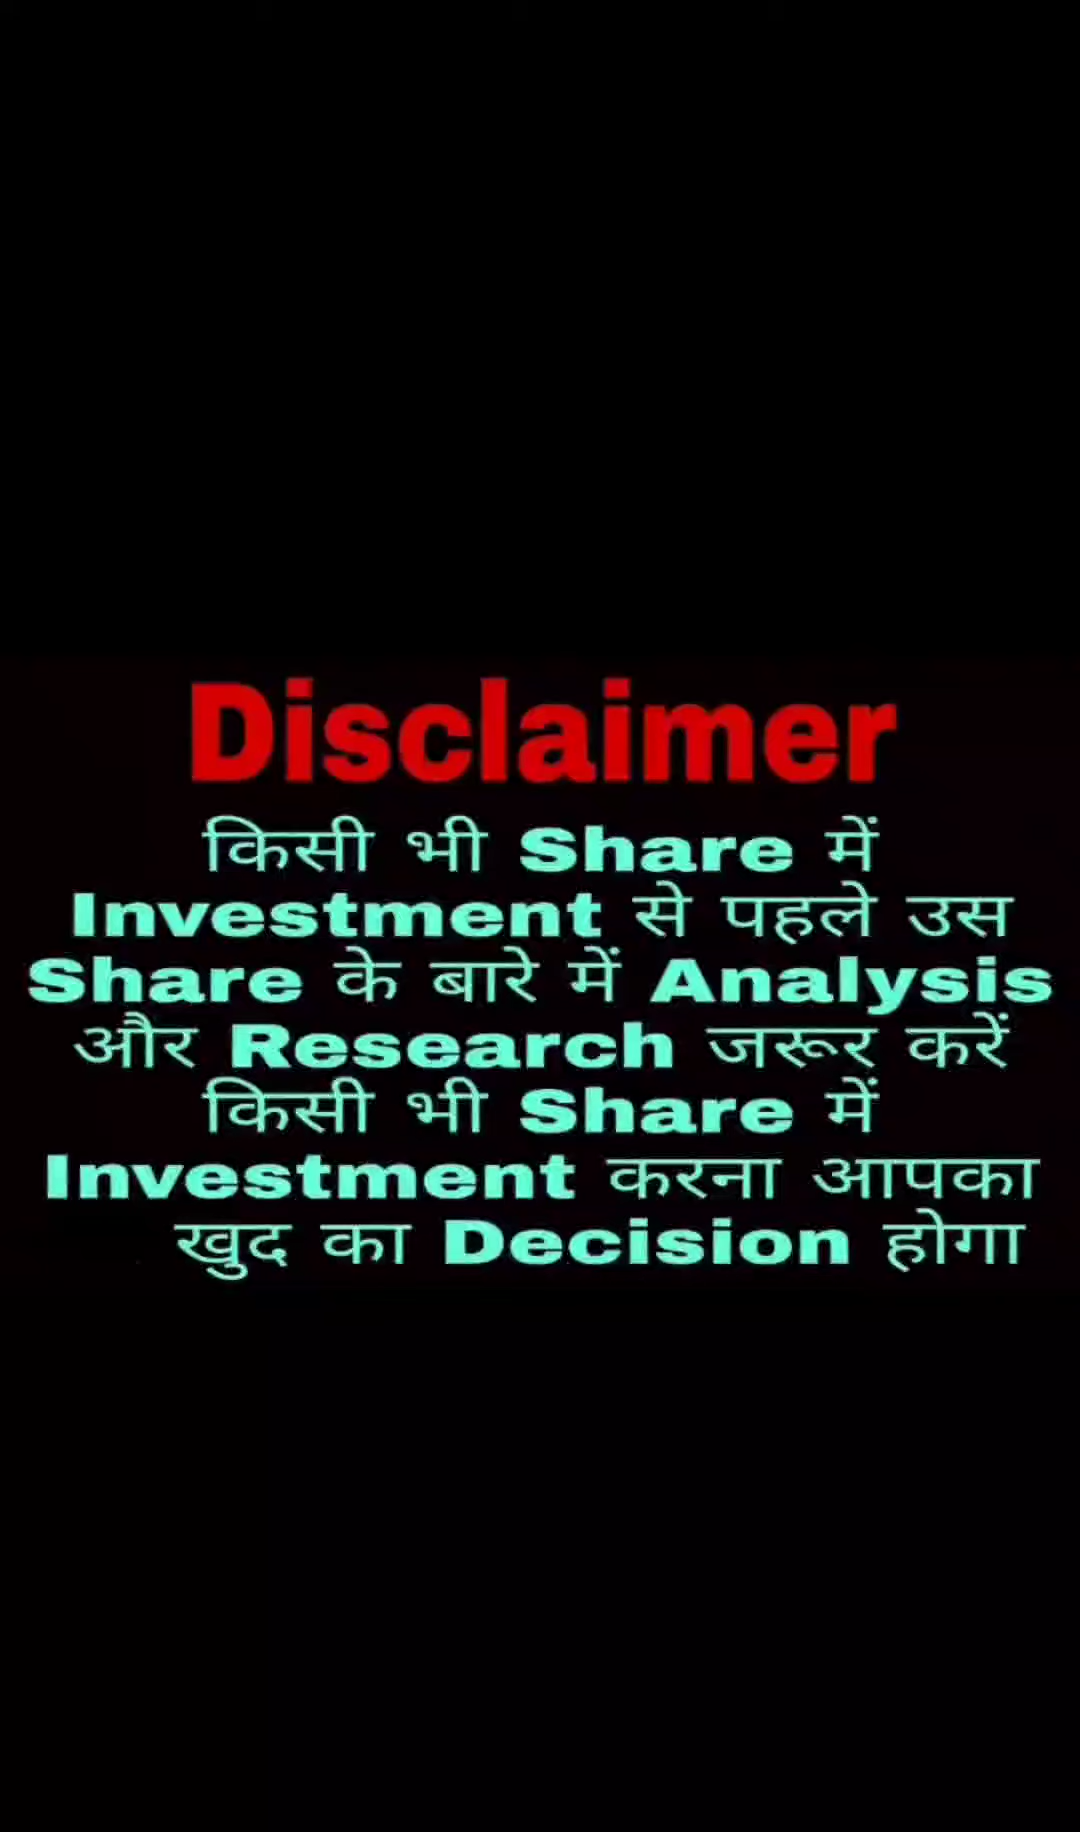 Disclaimer
किसी भी Share में
Investment से पहले उस
Share के बारे में Analysis
और Research जरूर करें
किसी भी Share में
Investment करना आपका
खुद का Decision होगा